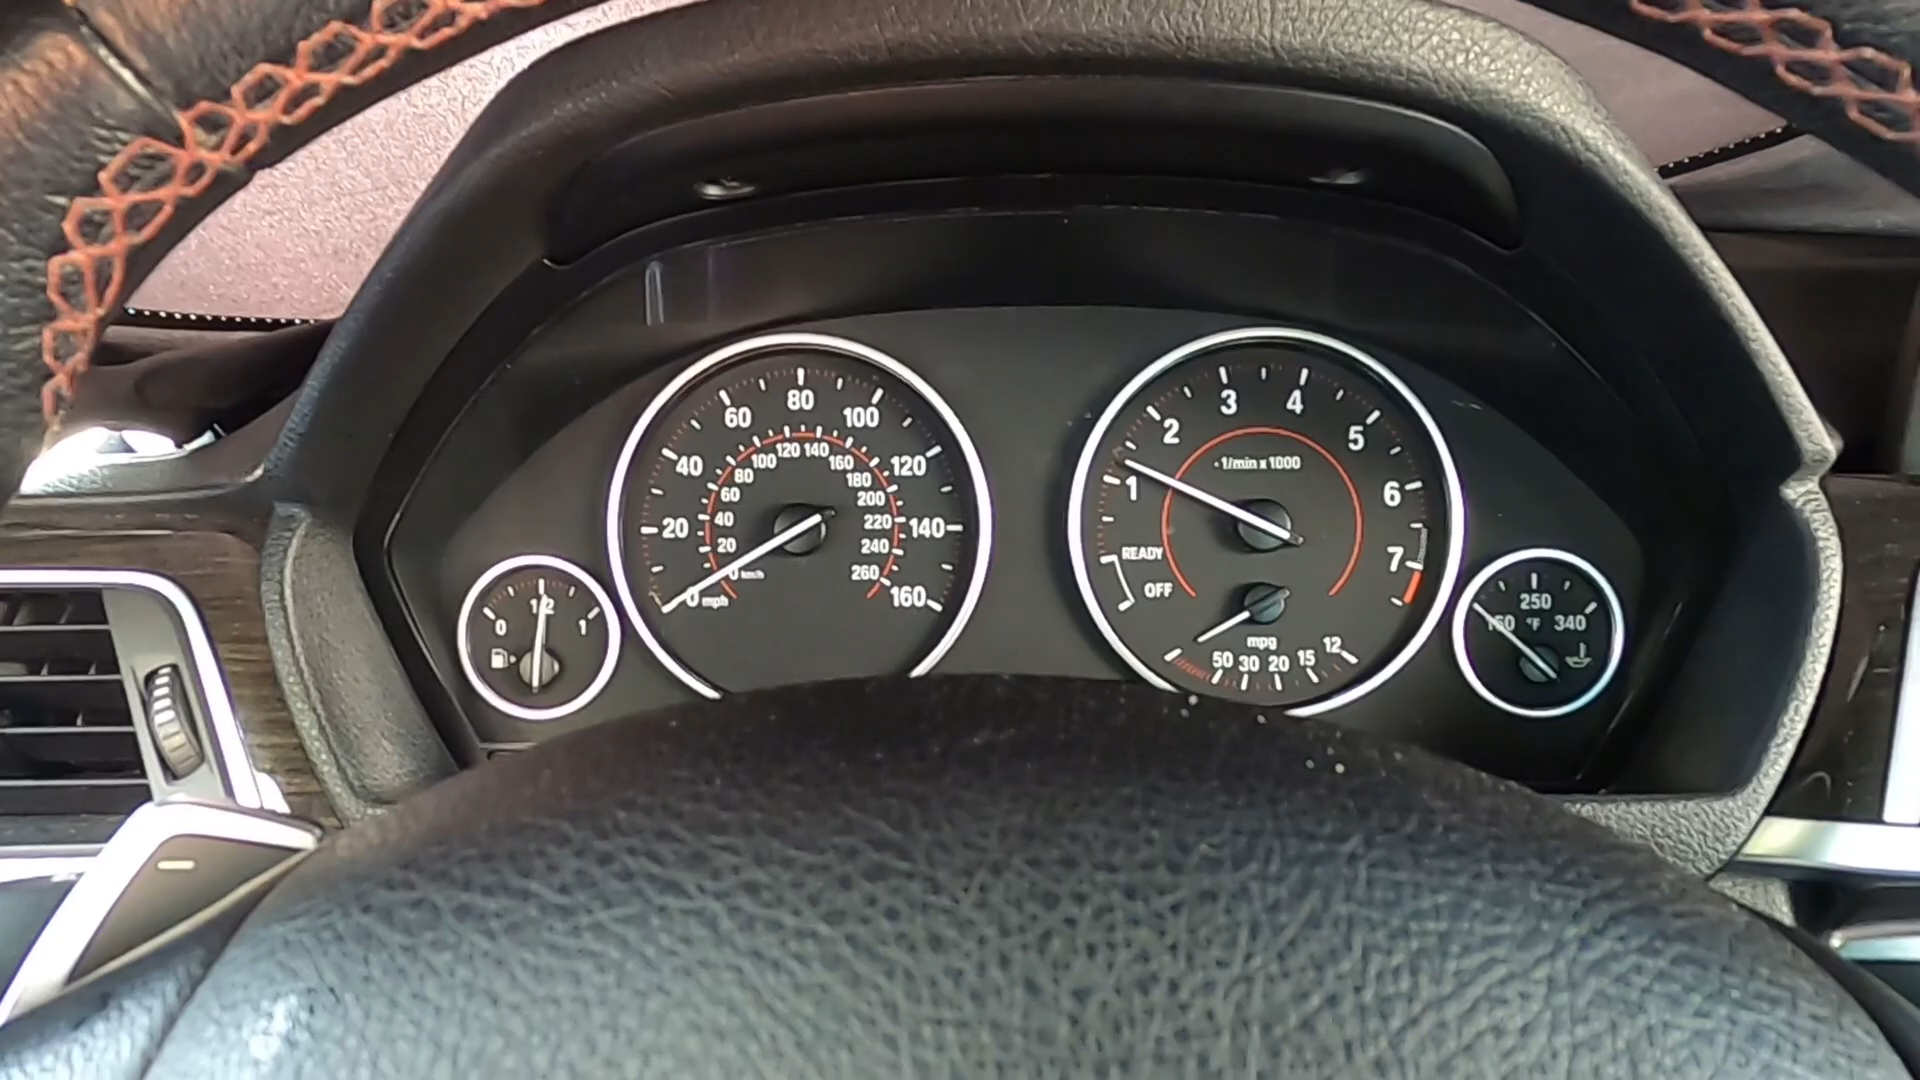 0 1/2 1
0 mph 20 40 60 80 100 120 140 160
0 km/h 20 40 60 80 100 120 140 160 180 200 220 240 260
OFF READY 1 2 3 4 5 6 7
1/min x 1000
mpg
50 30 20 15 12
160 250 340
°F